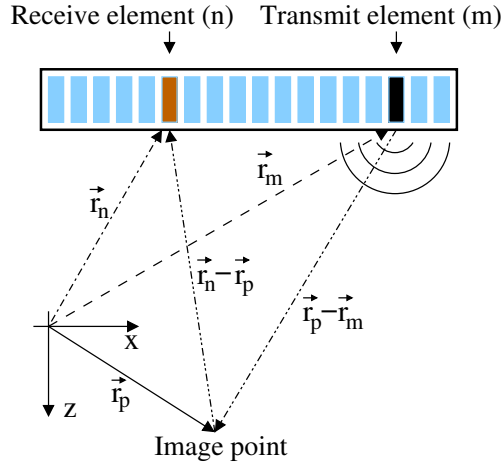 Receive element (n)
Transmit element (m)
r⃗ₘ
r⃗ₙ
r⃗ₙ−r⃗ₚ
r⃗ₚ−r⃗ₘ
x
r⃗ₚ
z
Image point